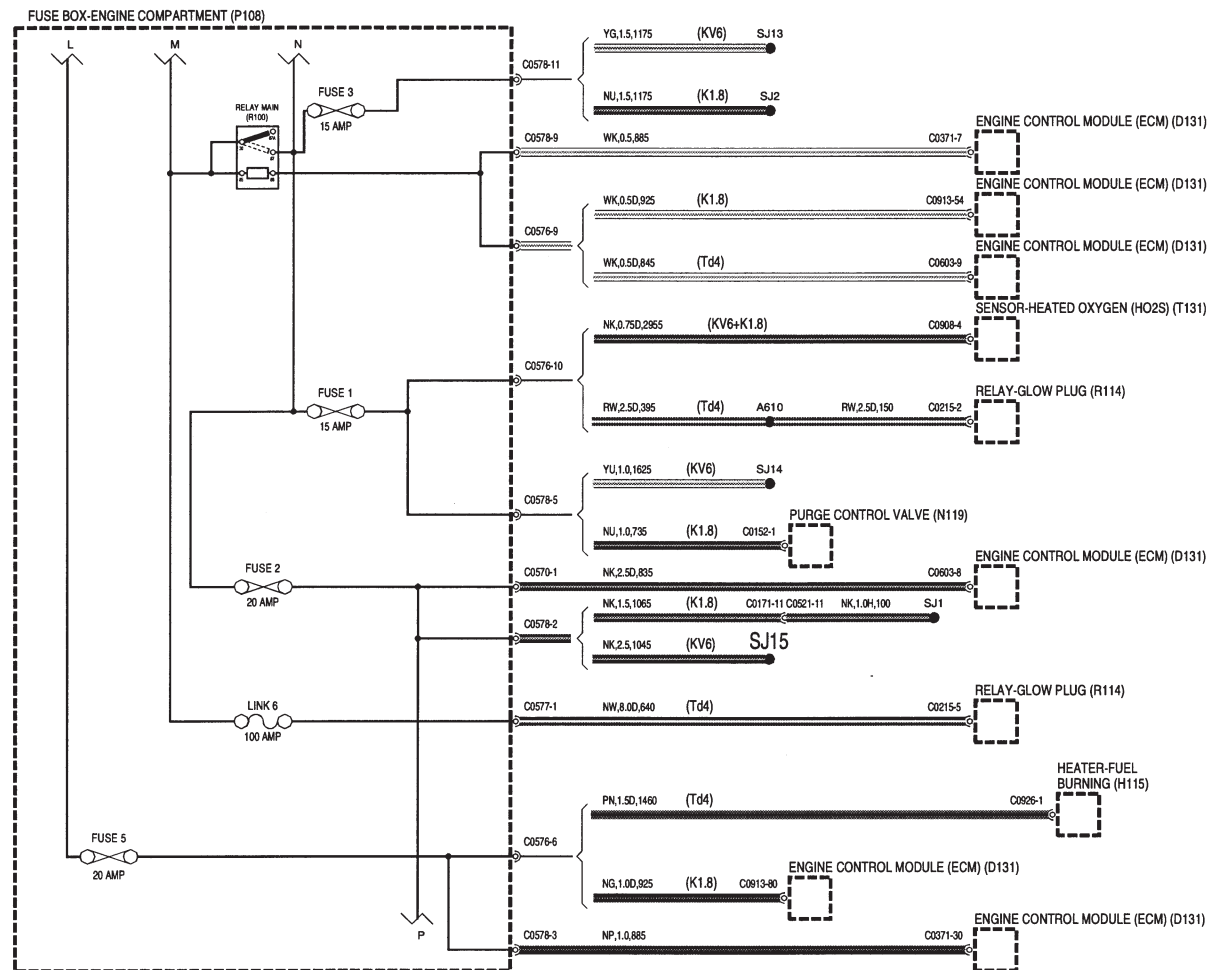 FUSE BOX-ENGINE COMPARTMENT (P108)
L
M
N
C0578-11
YG,1.5,1175 (KV6) SJ13
NU,1.5,1175 (K1.8) SJ2
FUSE 3
15 AMP
RELAY MAIN
(R100)
ENGINE CONTROL MODULE (ECM) (D131)
C0578-9 WK,0.5,885 C0371-7
ENGINE CONTROL MODULE (ECM) (D131)
WK,0.5D,925 (K1.8) C0913-54
C0576-9
ENGINE CONTROL MODULE (ECM) (D131)
WK,0.5D,845 (Td4) C0603-9
SENSOR-HEATED OXYGEN (HO2S) (T131)
NK,0.75D,2955 (KV6+K1.8) C0908-4
C0576-10
FUSE 1
15 AMP
RELAY-GLOW PLUG (R114)
RW,2.5D,395 (Td4) A610 RW,2.5D,150 C0215-2
YU,1.0,1625 (KV6) SJ14
C0578-5
PURGE CONTROL VALVE (N119)
NU,1.0,735 (K1.8) C0152-1
ENGINE CONTROL MODULE (ECM) (D131)
FUSE 2
20 AMP
C0570-1 NK,2.5D,835 C0603-8
NK,1.5,1065 (K1.8) C0171-11 C0521-11 NK,1.0H,100 SJ1
C0578-2
NK,2.5,1045 (KV6) SJ15
RELAY-GLOW PLUG (R114)
LINK 6
100 AMP
C0577-1 NW,8.0D,640 (Td4) C0215-5
HEATER-FUEL
BURNING (H115)
PN,1.5D,1460 (Td4) C0926-1
FUSE 5
20 AMP
C0576-6
ENGINE CONTROL MODULE (ECM) (D131)
NG,1.0D,925 (K1.8) C0913-80
P
ENGINE CONTROL MODULE (ECM) (D131)
C0578-3 NP,1.0,885 C0371-30